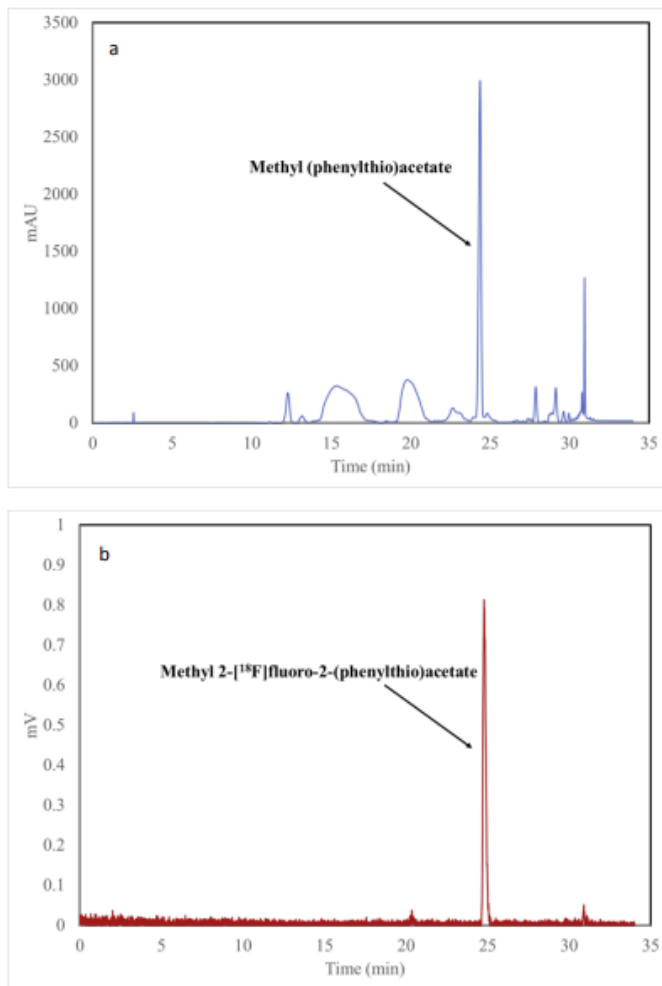 a
3500
3000
2500
2000
1500
1000
500
0
mAU
Methyl (phenylthio)acetate
0 5 10 15 20 25 30 35
Time (min)
b
1
0.9
0.8
0.7
0.6
0.5
0.4
0.3
0.2
0.1
0
mV
Methyl 2-[¹⁸F]fluoro-2-(phenylthio)acetate
0 5 10 15 20 25 30 35
Time (min)